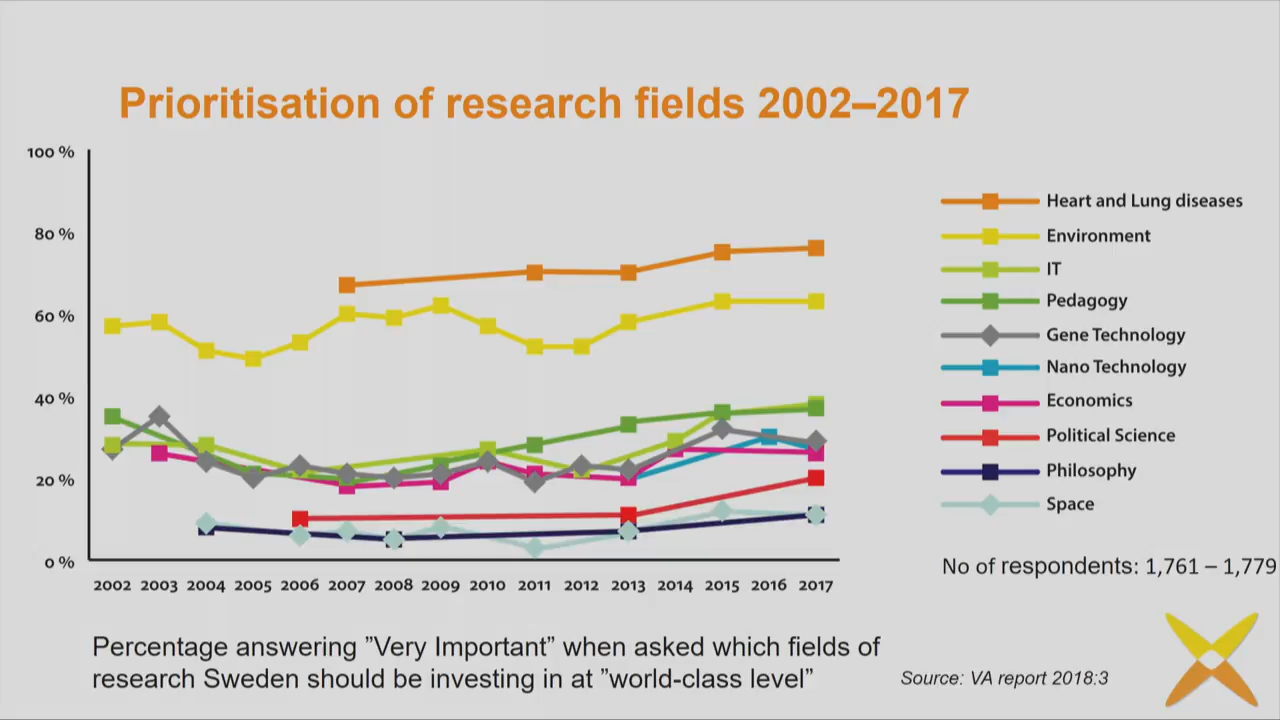 Prioritisation of research fields 2002–2017
100 %
80 %
60 %
40 %
20 %
0 %
2002 2003 2004 2005 2006 2007 2008 2009 2010 2011 2012 2013 2014 2015 2016 2017
Heart and Lung diseases
Environment
IT
Pedagogy
Gene Technology
Nano Technology
Economics
Political Science
Philosophy
Space
No of respondents: 1,761 – 1,779
Percentage answering ”Very Important” when asked which fields of
research Sweden should be investing in at ”world-class level”
Source: VA report 2018:3